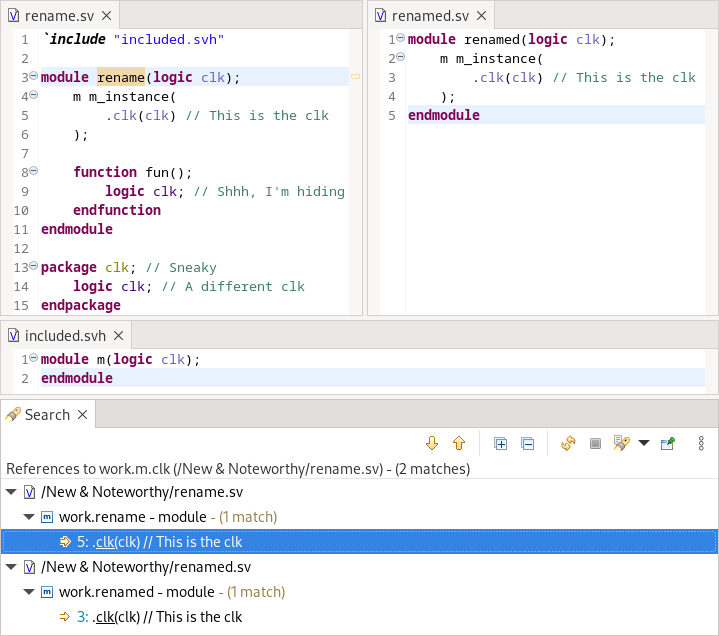 rename.sv
1 `include "included.svh"
2
3 module rename(logic clk);
4 m m_instance(
5 .clk(clk) // This is the clk
6 );
7
8 function fun();
9 logic clk; // Shhh, I'm hiding
10 endfunction
11 endmodule
12
13 package clk; // Sneaky
14 logic clk; // A different clk
15 endpackage
renamed.sv
1 module renamed(logic clk);
2 m m_instance(
3 .clk(clk) // This is the clk
4 );
5 endmodule
included.svh
1 module m(logic clk);
2 endmodule
Search
References to work.m.clk (/New & Noteworthy/rename.sv) - (2 matches)
/New & Noteworthy/rename.sv
work.rename - module - (1 match)
5: .clk(clk) // This is the clk
/New & Noteworthy/renamed.sv
work.renamed - module - (1 match)
3: .clk(clk) // This is the clk